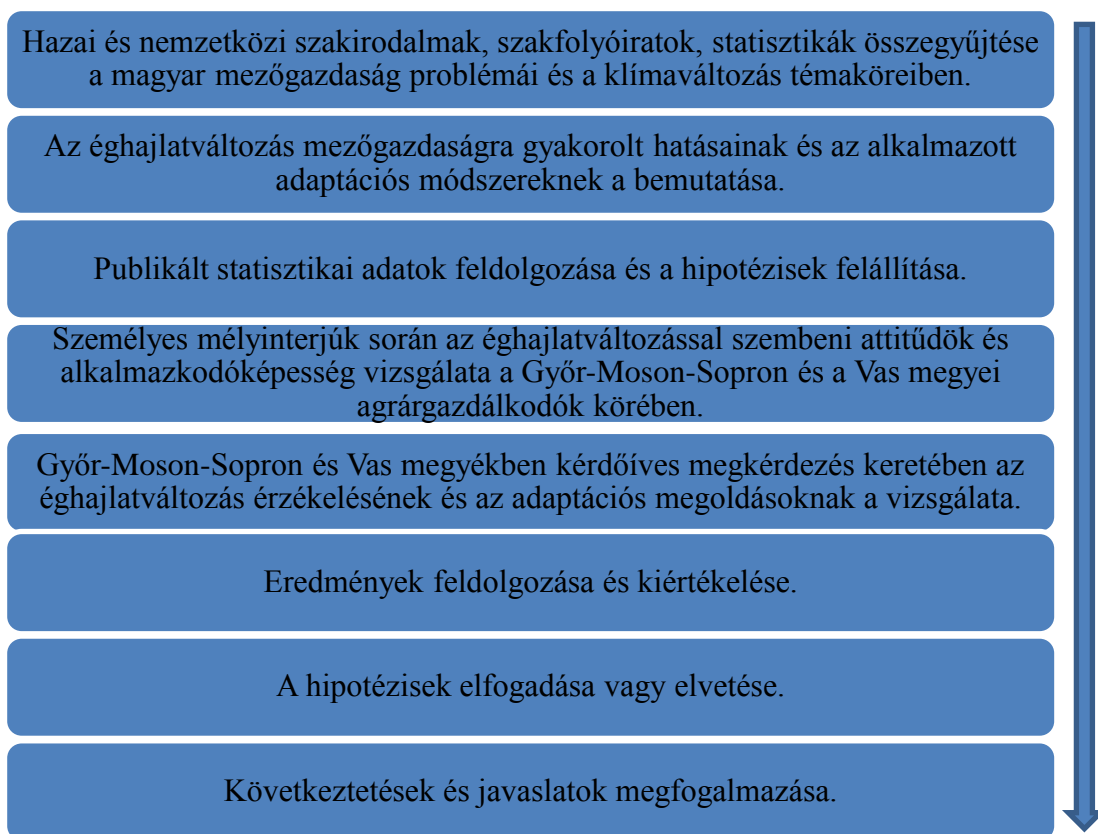 Hazai és nemzetközi szakirodalmak, szakfolyóiratok, statisztikák összegyűjtése
a magyar mezőgazdaság problémái és a klímaváltozás témaköreiben.
Az éghajlatváltozás mezőgazdaságra gyakorolt hatásainak és az alkalmazott
adaptációs módszereknek a bemutatása.
Publikált statisztikai adatok feldolgozása és a hipotézisek felállítása.
Személyes mélyinterjúk során az éghajlatváltozással szembeni attitűdök és
alkalmazkodóképesség vizsgálata a Győr-Moson-Sopron és a Vas megyei
agrárgazdálkodók körében.
Győr-Moson-Sopron és Vas megyékben kérdőíves megkérdezés keretében az
éghajlatváltozás érzékelésének és az adaptációs megoldásoknak a vizsgálata.
Eredmények feldolgozása és kiértékelése.
A hipotézisek elfogadása vagy elvetése.
Következtetések és javaslatok megfogalmazása.